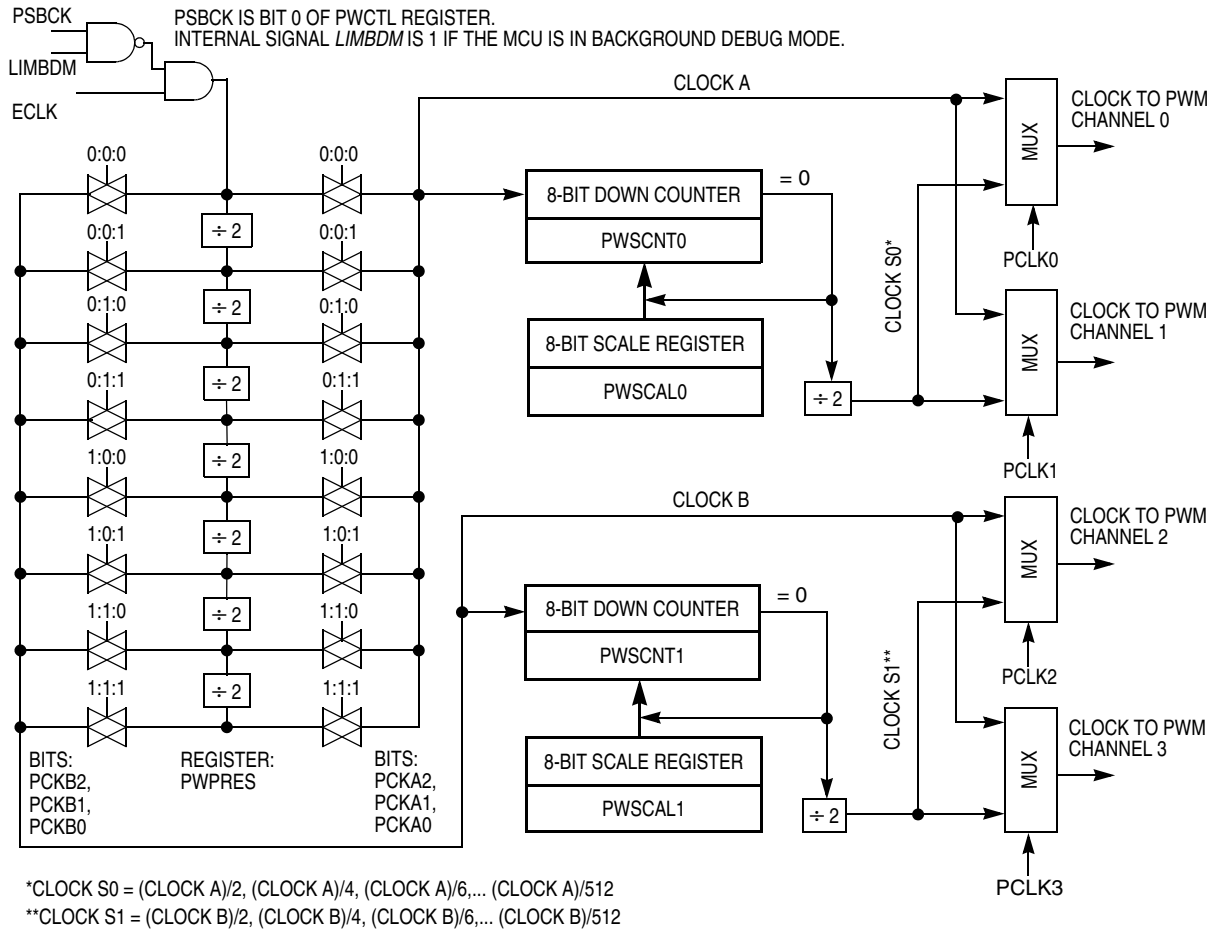 PSBCK
PSBCK IS BIT 0 OF PWCTL REGISTER.
INTERNAL SIGNAL LIMBDM IS 1 IF THE MCU IS IN BACKGROUND DEBUG MODE.
LIMBDM
ECLK
CLOCK A
CLOCK TO PWM
CHANNEL 0
MUX
PCLK0
0:0:0
0:0:0
8-BIT DOWN COUNTER
= 0
PWSCNT0
÷ 2
0:0:1
0:0:1
÷ 2
0:1:0
0:1:0
8-BIT SCALE REGISTER
PWSCAL0
÷ 2
0:1:1
0:1:1
÷ 2
CLOCK S0*
CLOCK TO PWM
CHANNEL 1
MUX
PCLK1
÷ 2
1:0:0
1:0:0
CLOCK B
CLOCK TO PWM
CHANNEL 2
MUX
PCLK2
÷ 2
1:0:1
1:0:1
8-BIT DOWN COUNTER
= 0
PWSCNT1
÷ 2
1:1:0
1:1:0
÷ 2
1:1:1
1:1:1
8-BIT SCALE REGISTER
PWSCAL1
÷ 2
CLOCK S1**
CLOCK TO PWM
CHANNEL 3
MUX
PCLK3
BITS:
PCKB2,
PCKB1,
PCKB0
REGISTER:
PWPRES
BITS:
PCKA2,
PCKA1,
PCKA0
*CLOCK S0 = (CLOCK A)/2, (CLOCK A)/4, (CLOCK A)/6,... (CLOCK A)/512
**CLOCK S1 = (CLOCK B)/2, (CLOCK B)/4, (CLOCK B)/6,... (CLOCK B)/512